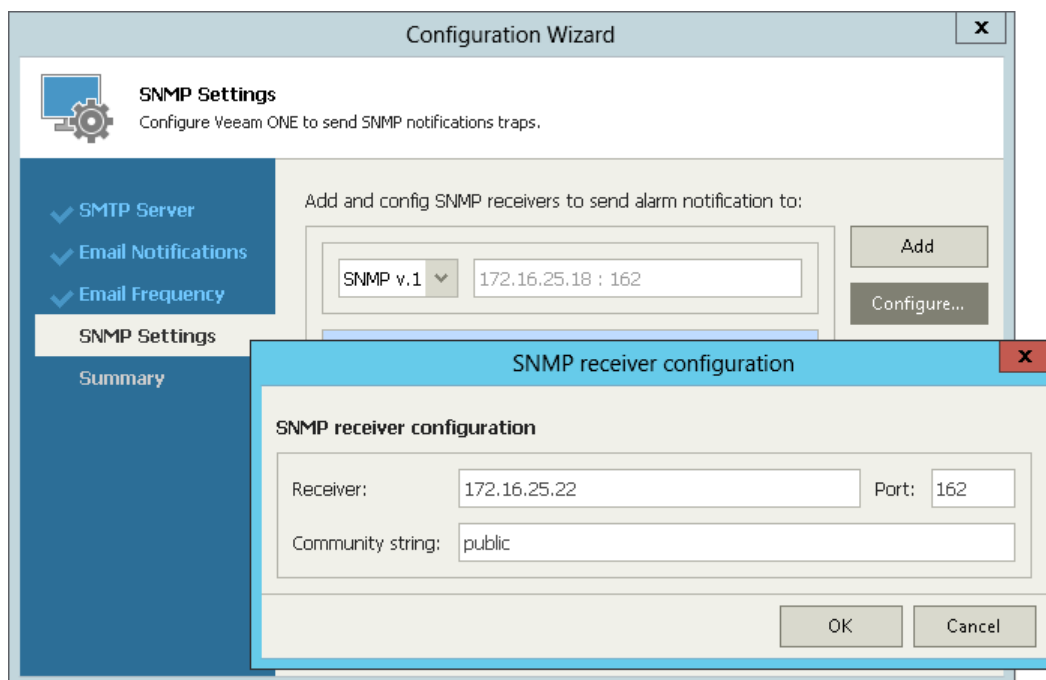 Configuration Wizard
x
SNMP Settings
Configure Veeam ONE to send SNMP notifications traps.
SMTP Server
Email Notifications
Email Frequency
SNMP Settings
Summary
Add and config SNMP receivers to send alarm notification to:
SNMP v.1
172.16.25.18 : 162
Add
Configure...
SNMP receiver configuration
x
SNMP receiver configuration
Receiver:
172.16.25.22
Port:
162
Community string:
public
OK
Cancel